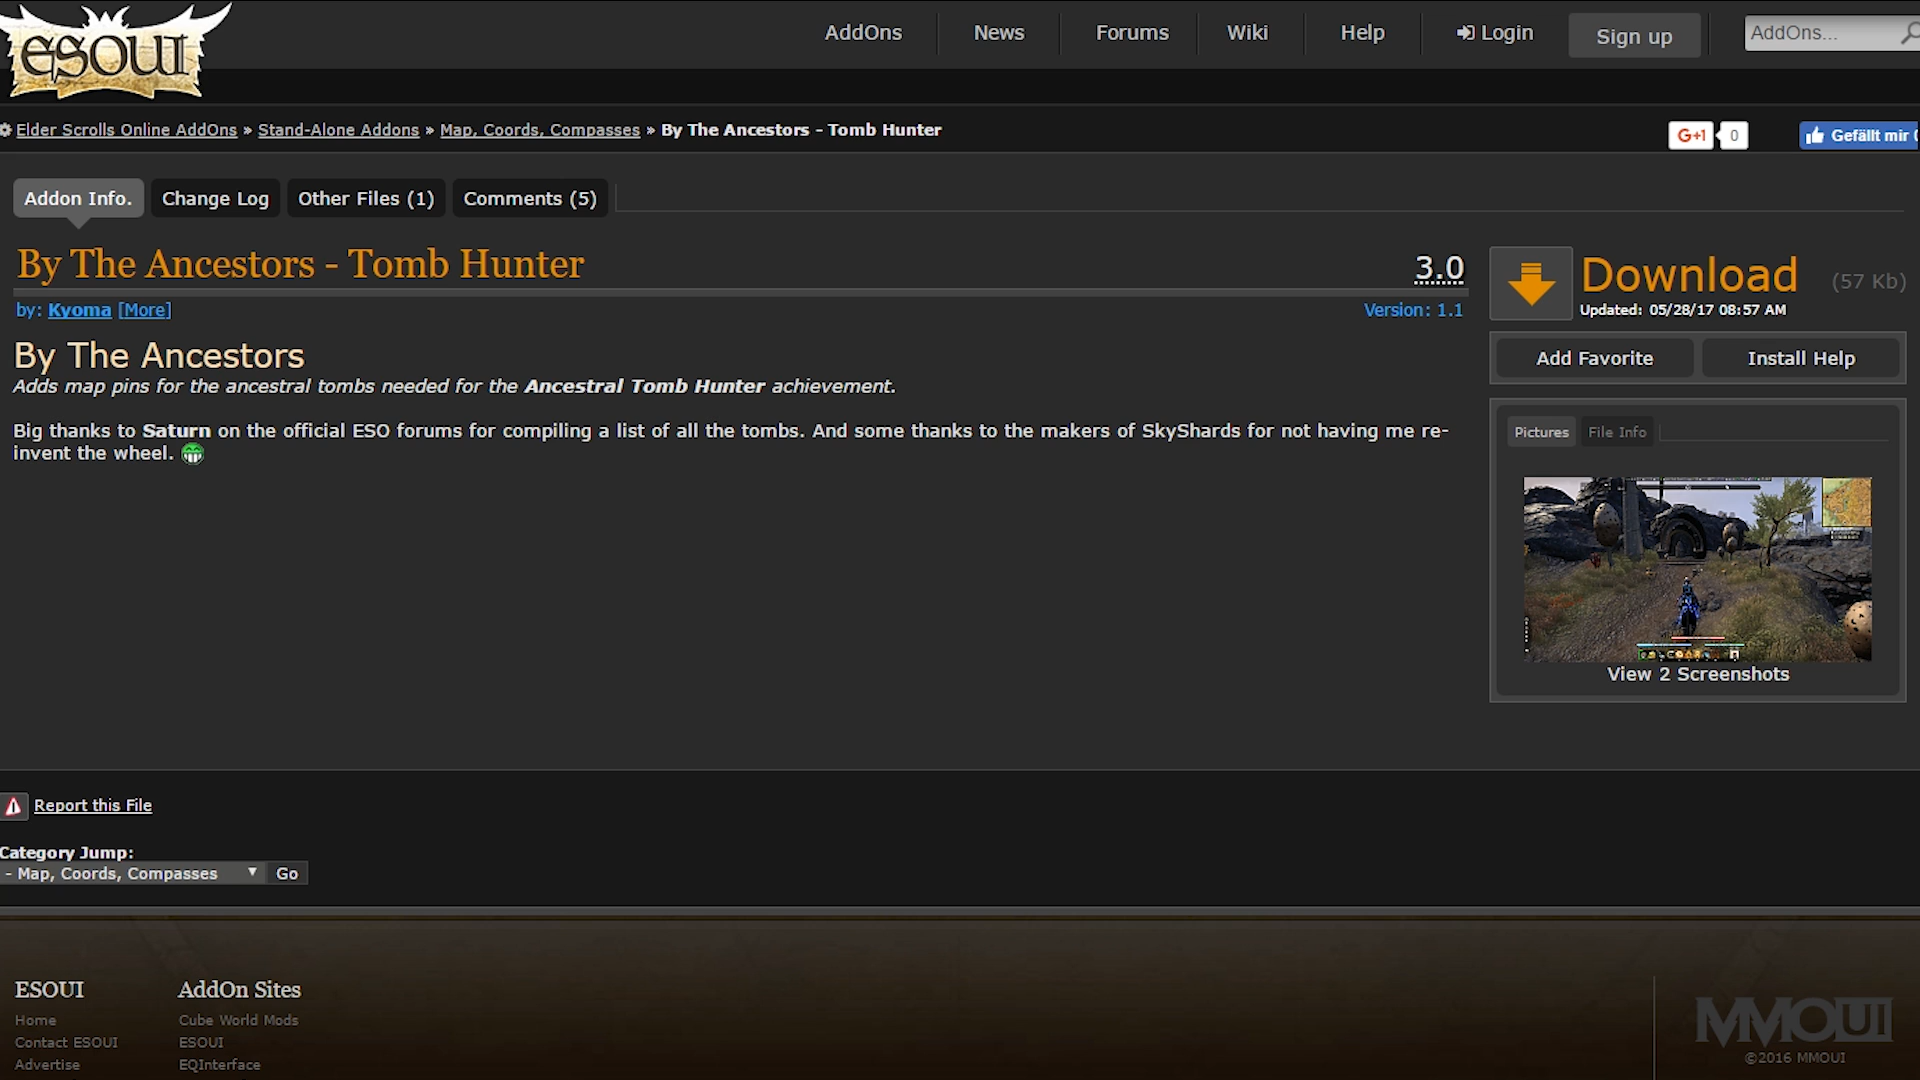 ESOUI
AddOns
News
Forums
Wiki
Help
Login
Sign up
AddOns...
Elder Scrolls Online AddOns » Stand-Alone Addons » Map, Coords, Compasses » By The Ancestors - Tomb Hunter
G+1
0
Gefällt mir
Addon Info.
Change Log
Other Files (1)
Comments (5)
By The Ancestors - Tomb Hunter
3.0
by: Kyoma [More]
Version: 1.1
Download
(57 Kb)
Updated: 05/28/17 08:57 AM
By The Ancestors
Adds map pins for the ancestral tombs needed for the Ancestral Tomb Hunter achievement.
Big thanks to Saturn on the official ESO forums for compiling a list of all the tombs. And some thanks to the makers of SkyShards for not having me re-
invent the wheel.
Add Favorite
Install Help
Pictures
File Info
View 2 Screenshots
Report this File
Category Jump:
- Map, Coords, Compasses
Go
ESOUI
Home
Contact ESOUI
Advertise
AddOn Sites
Cube World Mods
ESOUI
EQInterface
MMOUI
©2016 MMOUI